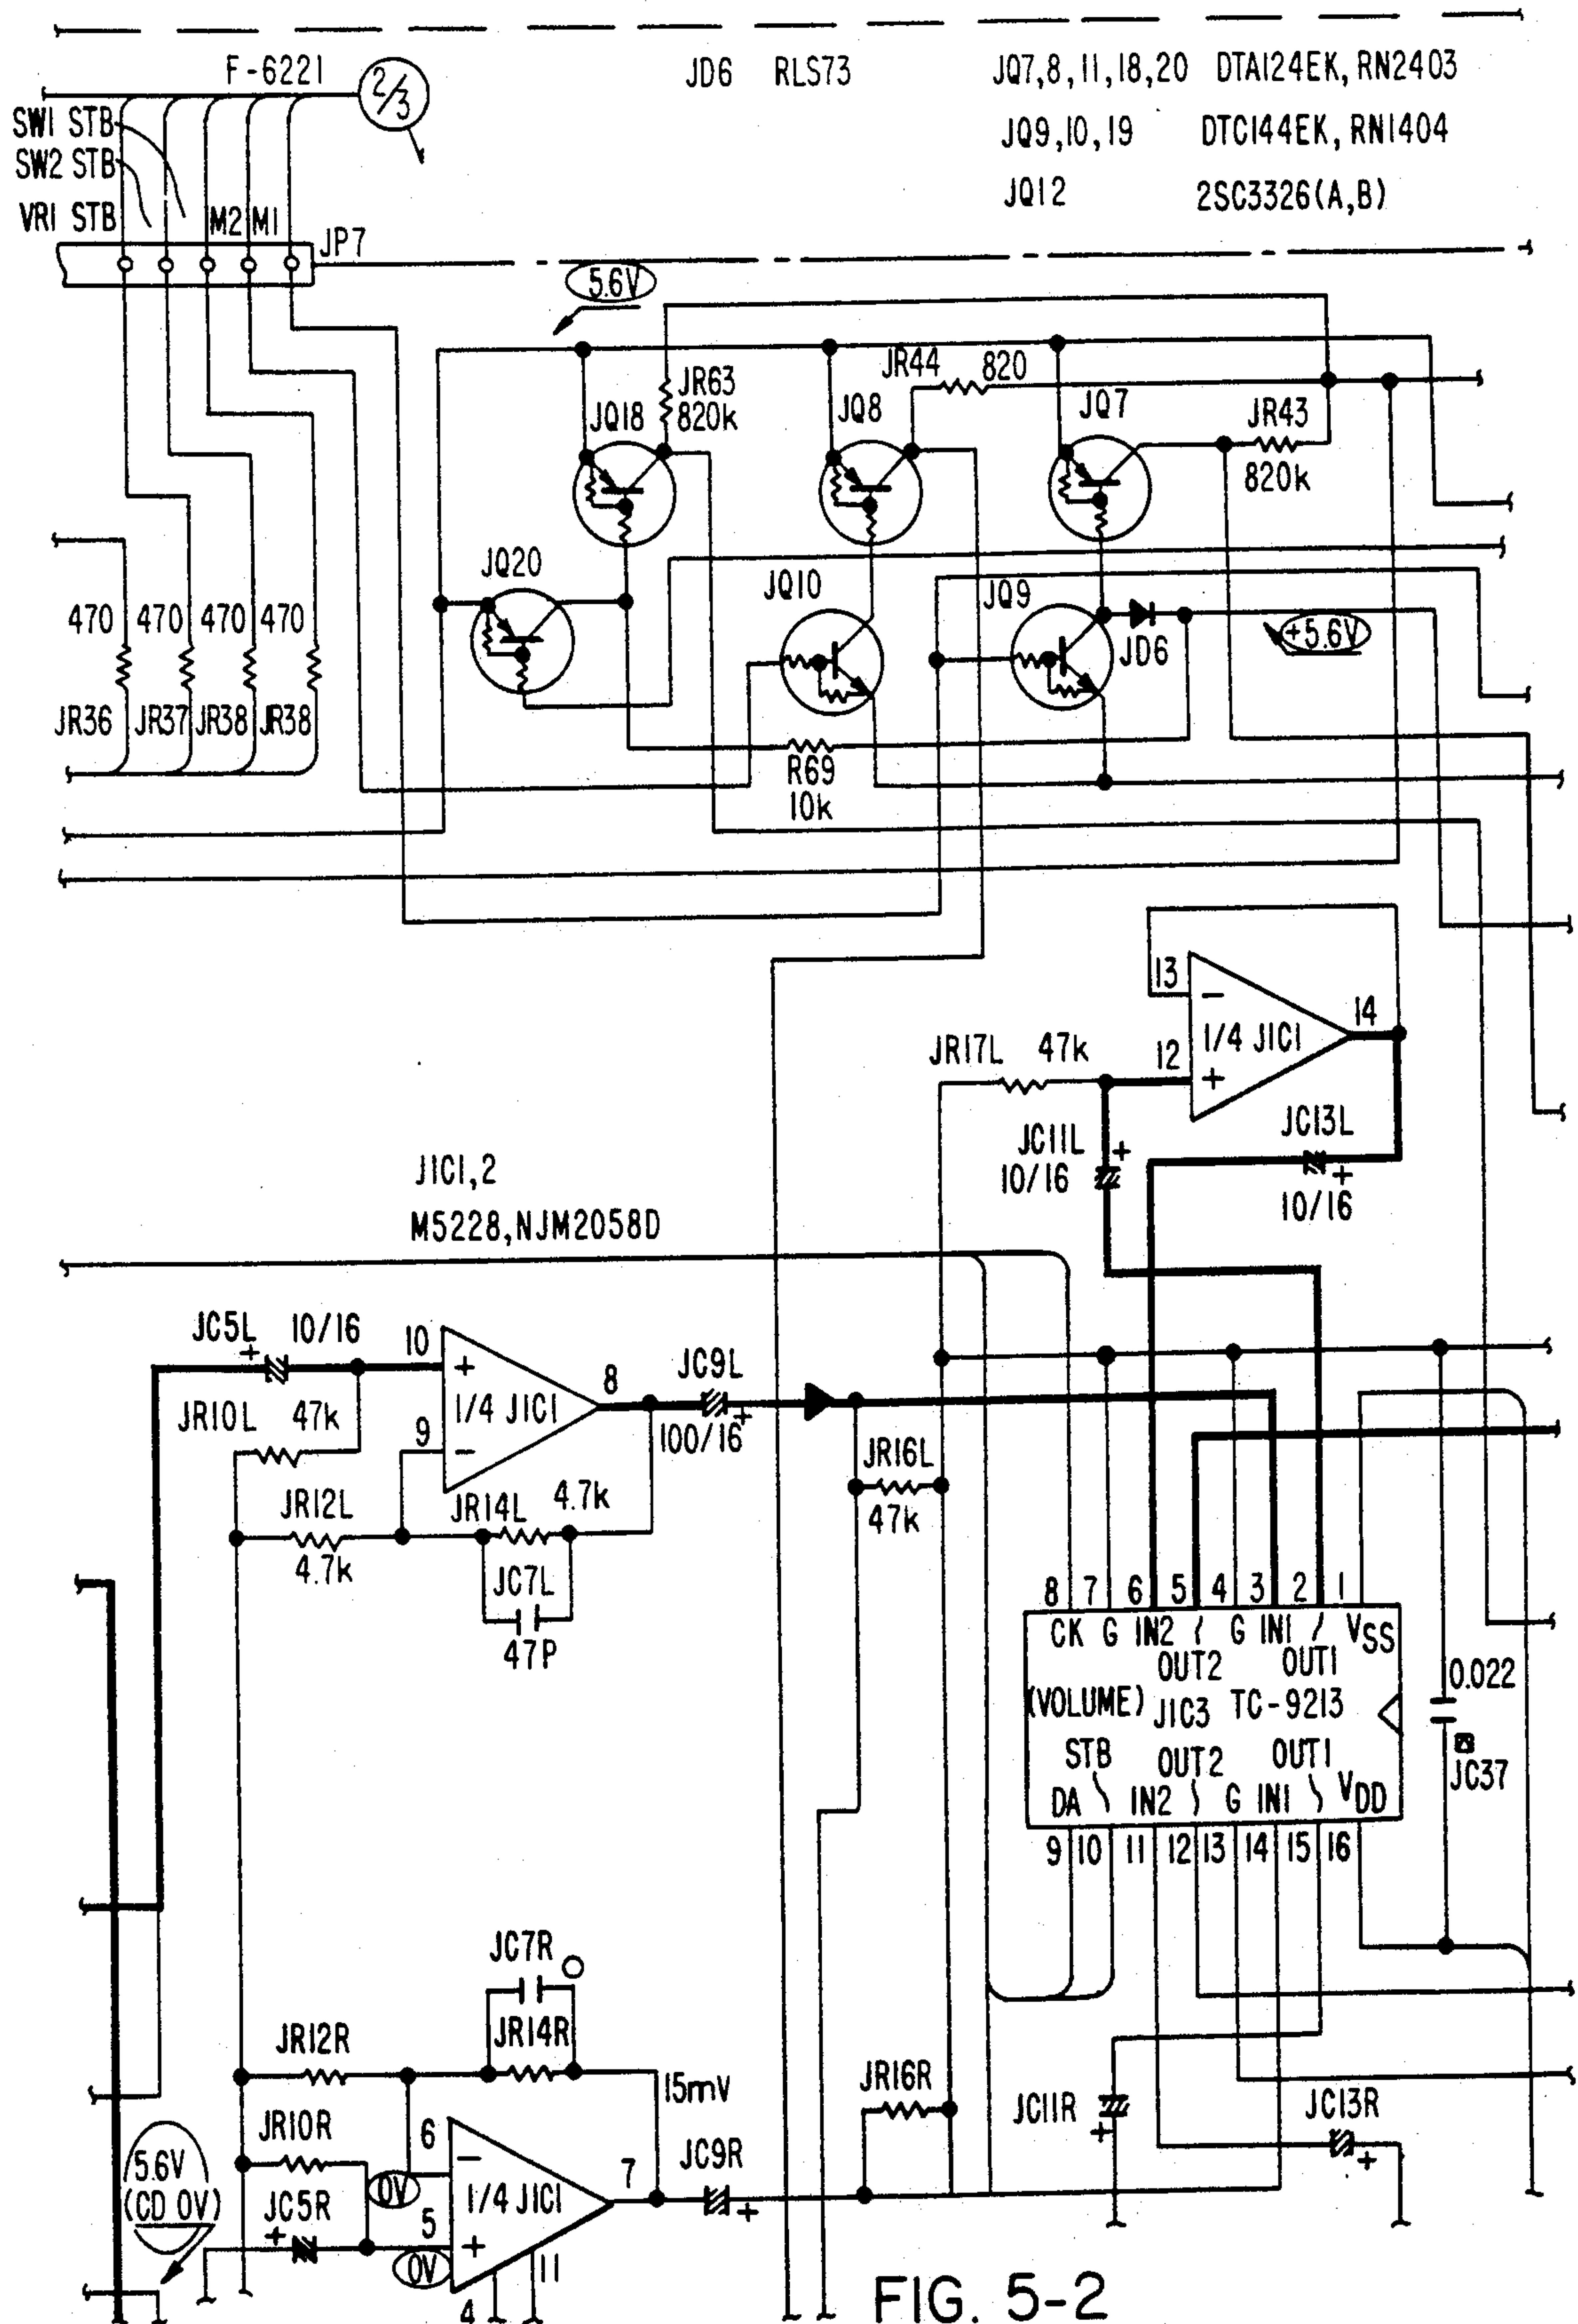 F-6221
2/3
JD6 RLS73
JQ7,8,11,18,20 DTA124EK, RN2403
JQ9,10,19 DTC144EK, RN1404
JQ12 2SC3326(A,B)
SW1 STB
SW2 STB
VR1 STB
M2 M1
JP7
5.6V
JR63
820k
JR44 820
JQ18
JQ8
JQ7
JR43
820k
JQ20
JQ10
JQ9
JD6
+5.6V
470 470 470 470
JR36 JR37 JR38 JR38
R69
10k
13
−
1/4 JIC1
14
12
+
JR17L 47k
JC11L
+
10/16
JC13L
+
10/16
JIC1,2
M5228,NJM2058D
JC5L 10/16
+
10
+
1/4 JIC1
8
9
−
JR10L 47k
JC9L
+
100/16
JR16L
47k
JR12L
4.7k
JR14L 4.7k
JC7L
47P
8 7 6 5 4 3 2 1
CK G IN2 G IN1 VSS
OUT2 OUT1
(VOLUME) JIC3 TC-9213
STB OUT2 OUT1
DA IN2 G IN1 VDD
9 10 11 12 13 14 15 16
0.022
JC37
JC7R
JR14R
JR12R
15mV
JR10R
6
−
0V
1/4 JIC1
7
JC9R
+
JR16R
JC11R
+
JC13R
+
5.6V
(CD 0V)
JC5R
+
5
+
0V
11
4
FIG. 5-2